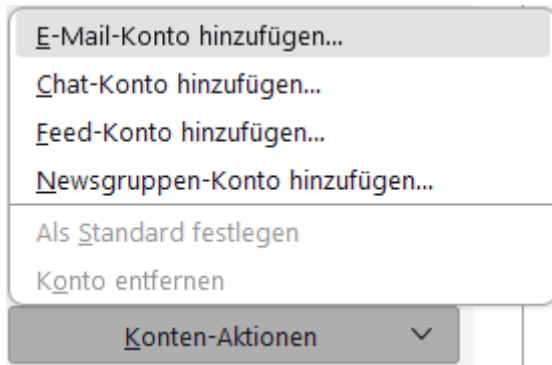 E-Mail-Konto hinzufügen...
Chat-Konto hinzufügen...
Feed-Konto hinzufügen...
Newsgruppen-Konto hinzufügen...
Als Standard festlegen
Konto entfernen
Konten-Aktionen